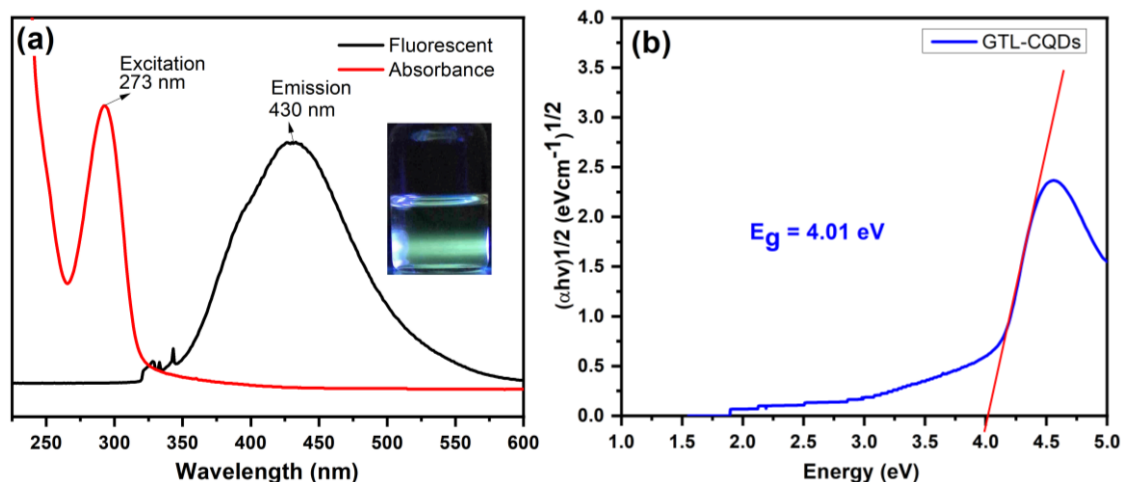 (a)
Fluorescent
Absorbance
Excitation
273 nm
Emission
430 nm
250 300 350 400 450 500 550 600
Wavelength (nm)
(b)
GTL-CQDs
4.0
3.5
3.0
2.5
2.0
1.5
1.0
0.5
0.0
(αhv)1/2 (eVcm⁻¹)1/2
Eg = 4.01 eV
1.0 1.5 2.0 2.5 3.0 3.5 4.0 4.5 5.0
Energy (eV)